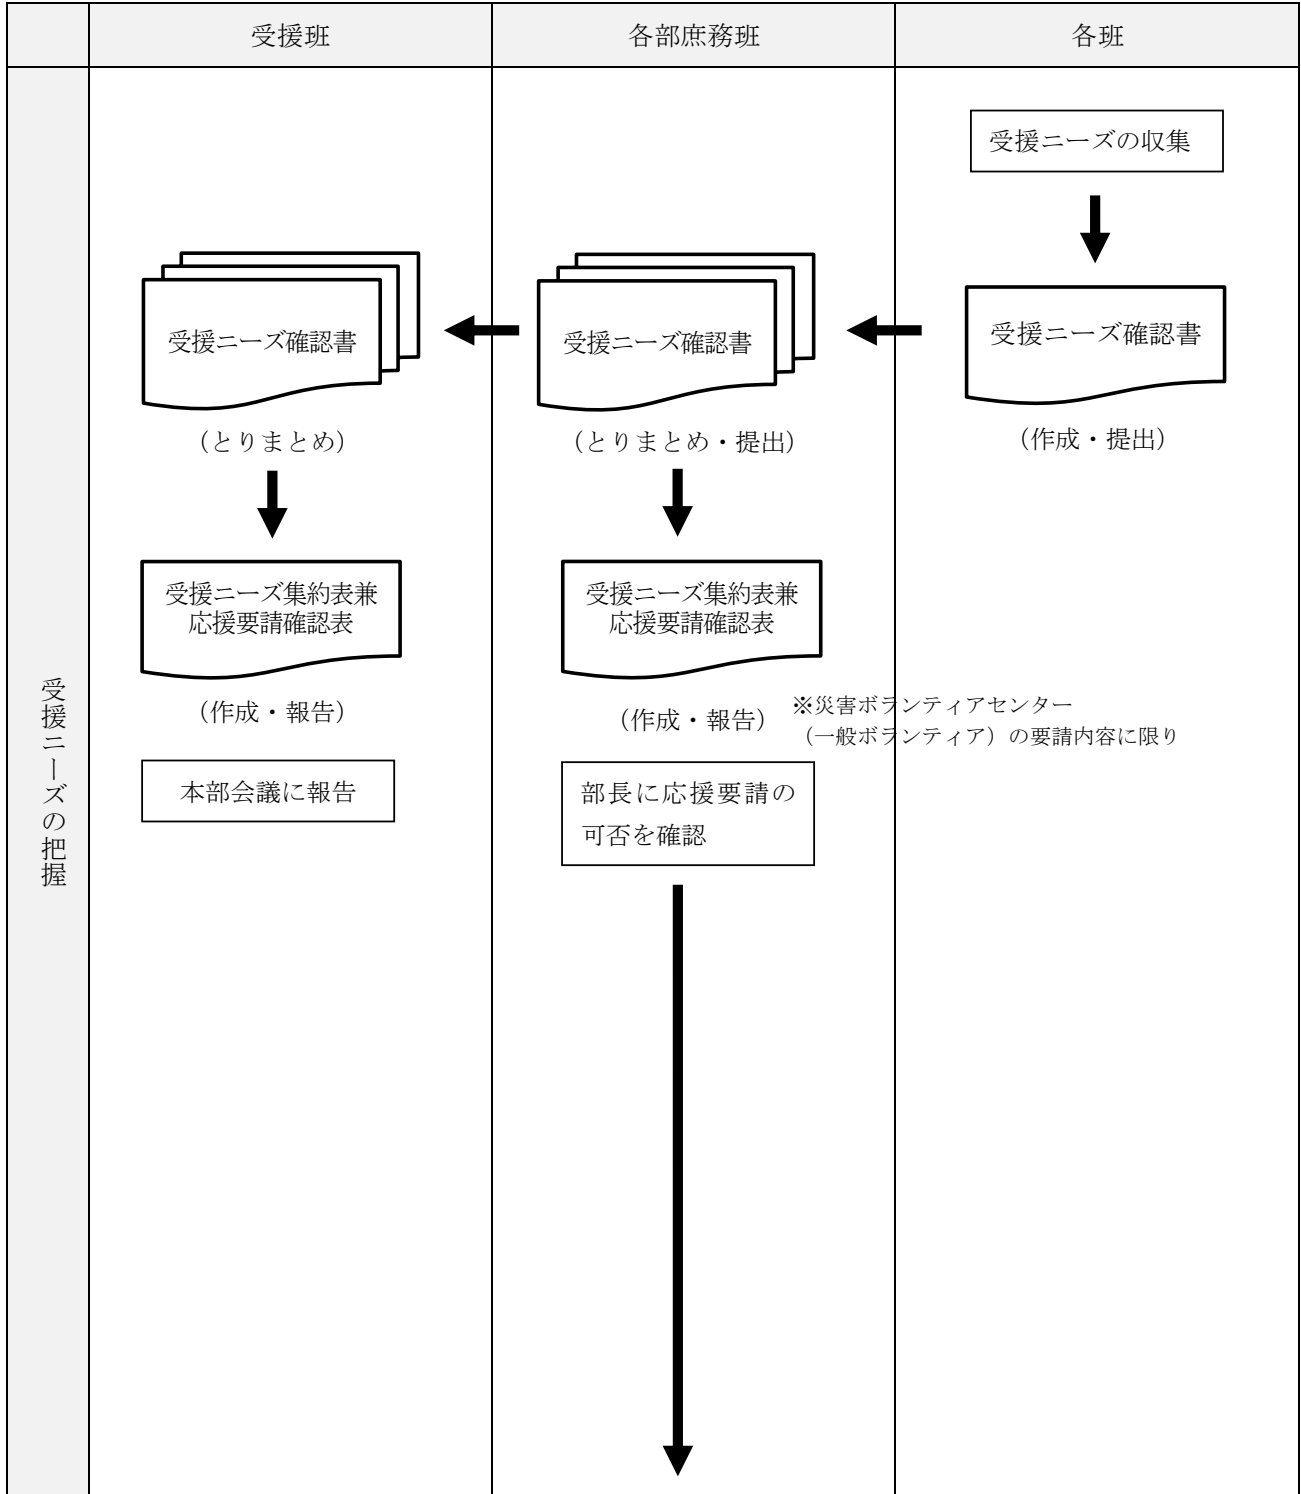 受援班
各部庶務班
各班
受援ニーズの把握
受援ニーズの収集
受援ニーズ確認書
受援ニーズ確認書
受援ニーズ確認書
（とりまとめ）
（とりまとめ・提出）
（作成・提出）
受援ニーズ集約表兼
応援要請確認表
受援ニーズ集約表兼
応援要請確認表
（作成・報告）
（作成・報告）
※災害ボランティアセンター
（一般ボランティア）の要請内容に限り
本部会議に報告
部長に応援要請の
可否を確認